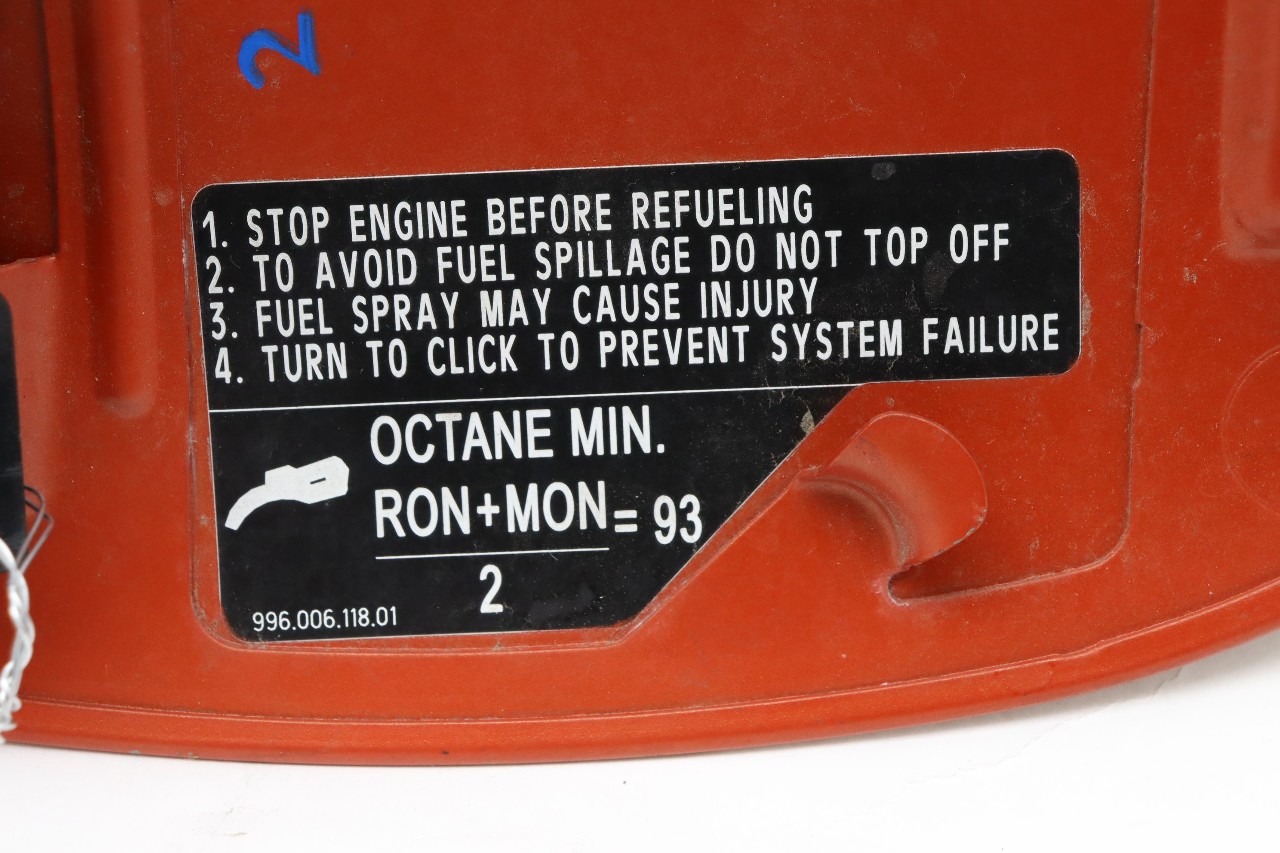 2
1. STOP ENGINE BEFORE REFUELING
2. TO AVOID FUEL SPILLAGE DO NOT TOP OFF
3. FUEL SPRAY MAY CAUSE INJURY
4. TURN TO CLICK TO PREVENT SYSTEM FAILURE
OCTANE MIN.
RON+MON = 93
2
996.006.118.01